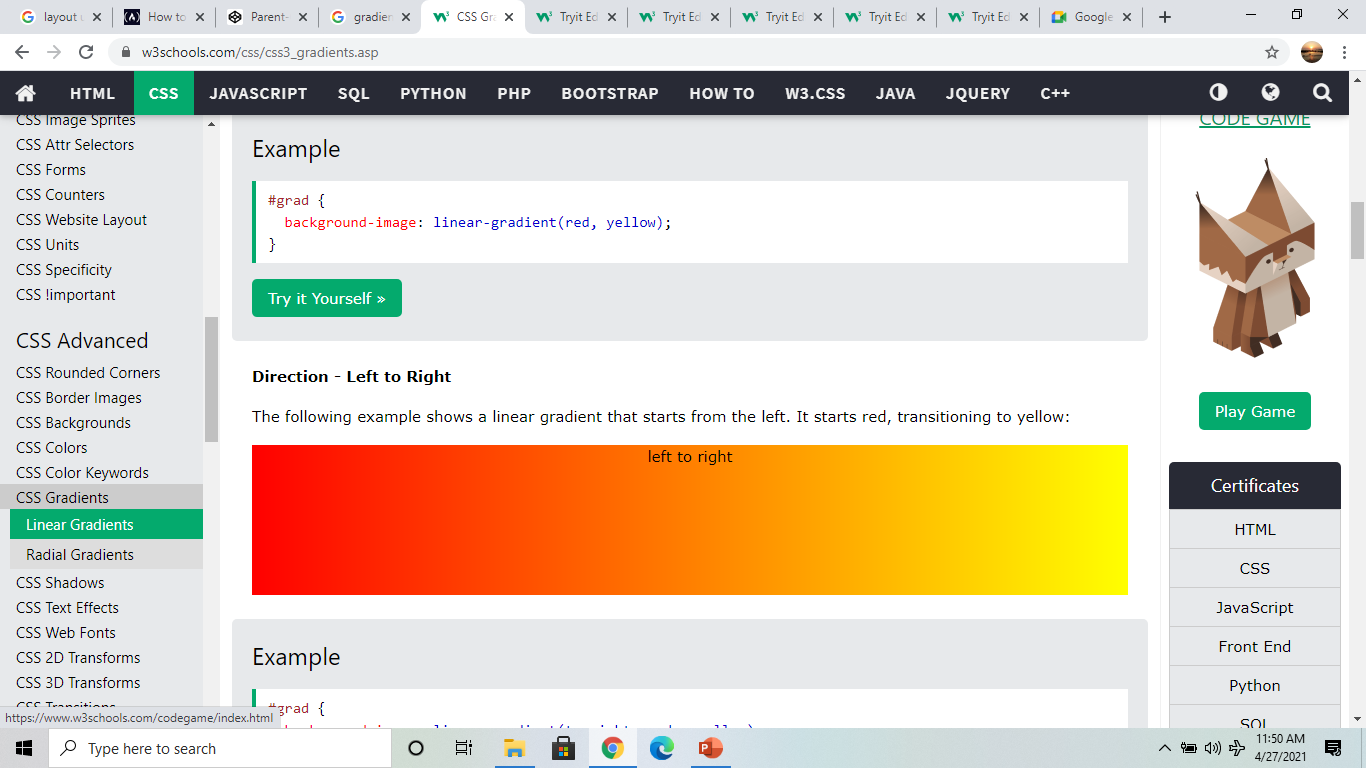 layout u
How to
Parent-
gradien
CSS Gra
Tryit Ed
Tryit Ed
Tryit Ed
Tryit Ed
Tryit Ed
Google
w3schools.com/css/css3_gradients.asp
HTML CSS JAVASCRIPT SQL PYTHON PHP BOOTSTRAP HOW TO W3.CSS JAVA JQUERY C++
CSS Image Sprites
CSS Attr Selectors
CSS Forms
CSS Counters
CSS Website Layout
CSS Units
CSS Specificity
CSS !important
CSS Advanced
CSS Rounded Corners
CSS Border Images
CSS Backgrounds
CSS Colors
CSS Color Keywords
CSS Gradients
Linear Gradients
Radial Gradients
CSS Shadows
CSS Text Effects
CSS Web Fonts
CSS 2D Transforms
CSS 3D Transforms
CSS Transitions
https://www.w3schools.com/codegame/index.html
Example
#grad {
background-image: linear-gradient(red, yellow);
}
Try it Yourself »
Direction - Left to Right
The following example shows a linear gradient that starts from the left. It starts red, transitioning to yellow:
left to right
Example
#grad {
CODE GAME
Play Game
Certificates
HTML
CSS
JavaScript
Front End
Python
SQL
Type here to search
11:50 AM
4/27/2021